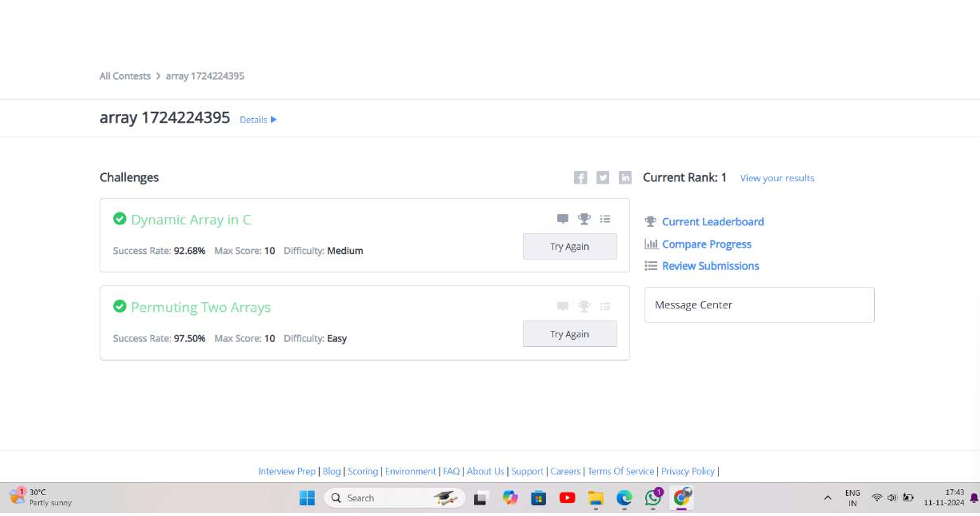 All Contests > array 1724224395
array 1724224395 Details
Challenges
Current Rank: 1 View your results
Dynamic Array in C
Success Rate: 92.68% Max Score: 10 Difficulty: Medium
Try Again
Current Leaderboard
Compare Progress
Review Submissions
Permuting Two Arrays
Success Rate: 97.50% Max Score: 10 Difficulty: Easy
Try Again
Message Center
Interview Prep | Blog | Scoring | Environment | FAQ | About Us | Support | Careers | Terms Of Service | Privacy Policy |
1
30°C
Partly sunny
Search
1
ENG
IN
17:43
11-11-2024